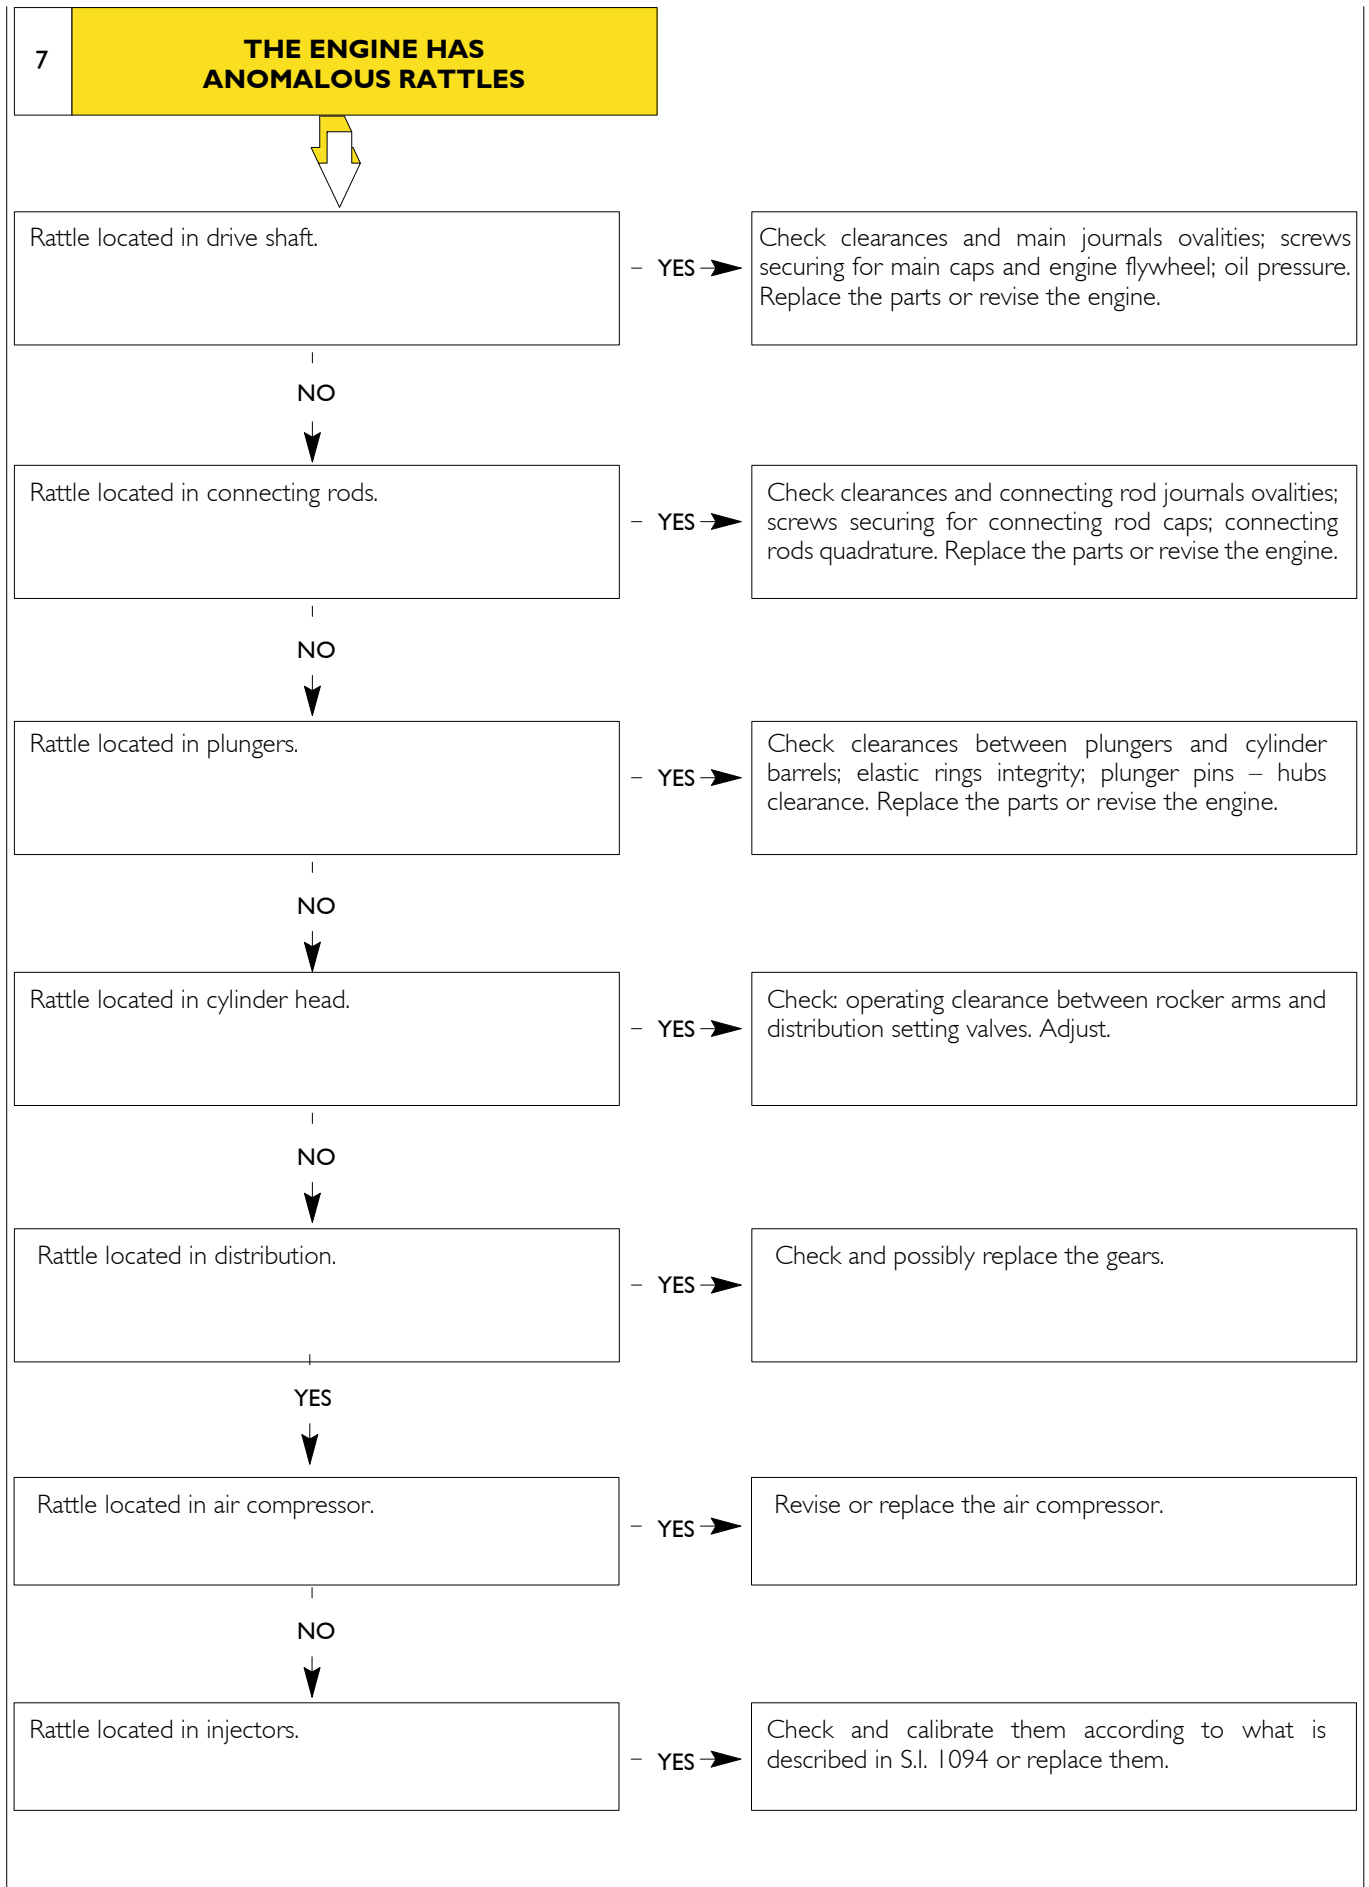 7
THE ENGINE HAS
ANOMALOUS RATTLES
Rattle located in drive shaft.
– YES
Check clearances and main journals ovalities; screws
securing for main caps and engine flywheel; oil pressure.
Replace the parts or revise the engine.
NO
Rattle located in connecting rods.
– YES
Check clearances and connecting rod journals ovalities;
screws securing for connecting rod caps; connecting
rods quadrature. Replace the parts or revise the engine.
NO
Rattle located in plungers.
– YES
Check clearances between plungers and cylinder
barrels; elastic rings integrity; plunger pins – hubs
clearance. Replace the parts or revise the engine.
NO
Rattle located in cylinder head.
– YES
Check: operating clearance between rocker arms and
distribution setting valves. Adjust.
NO
Rattle located in distribution.
– YES
Check and possibly replace the gears.
YES
Rattle located in air compressor.
– YES
Revise or replace the air compressor.
NO
Rattle located in injectors.
– YES
Check and calibrate them according to what is
described in S.I. 1094 or replace them.